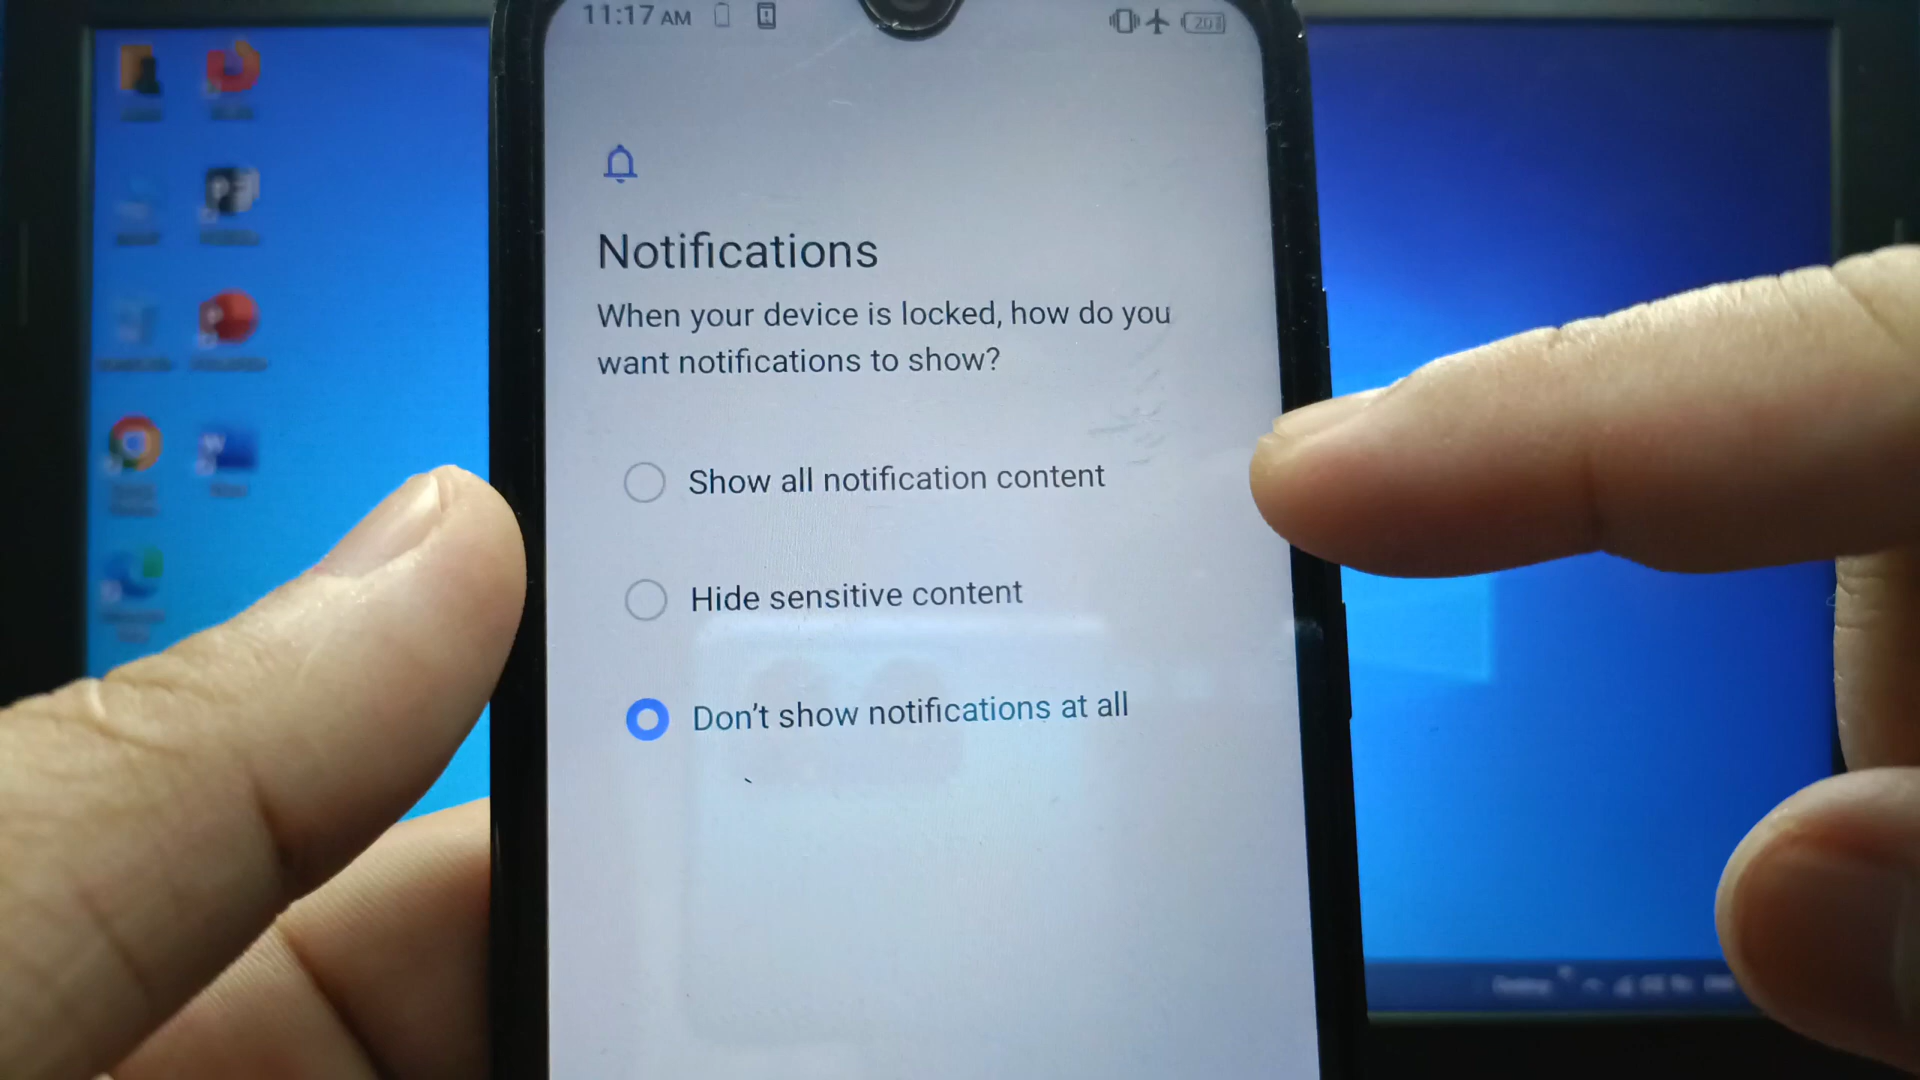 11:17 AM
20
Notifications
When your device is locked, how do you
want notifications to show?
Show all notification content
Hide sensitive content
Don't show notifications at all